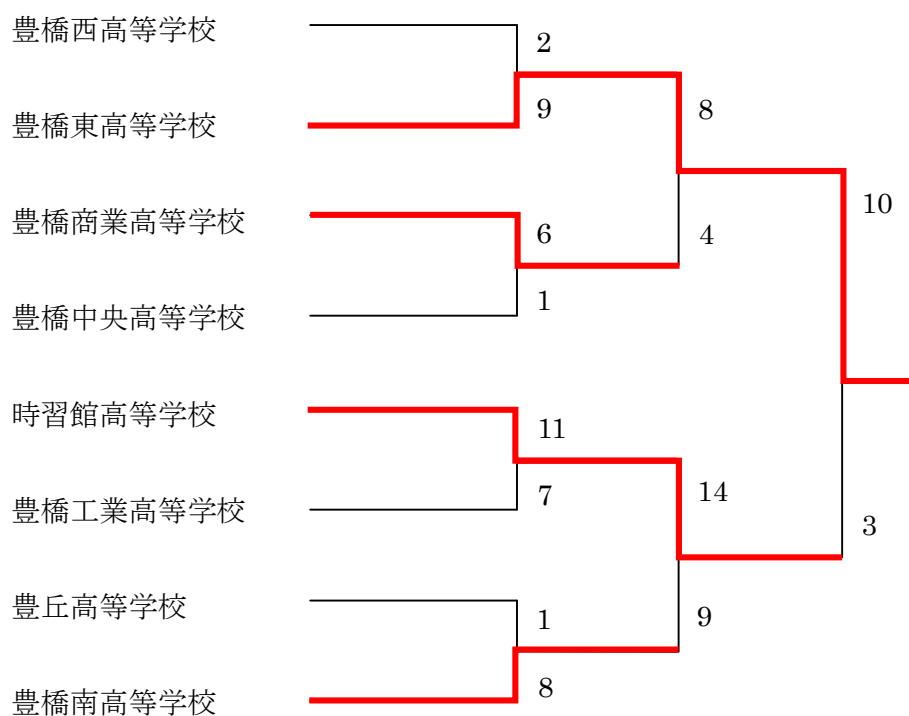 豊橋西高等学校
2
豊橋東高等学校
9
8
豊橋商業高等学校
6
4
10
豊橋中央高等学校
1
時習館高等学校
11
豊橋工業高等学校
7
14
3
豊丘高等学校
1
9
豊橋南高等学校
8